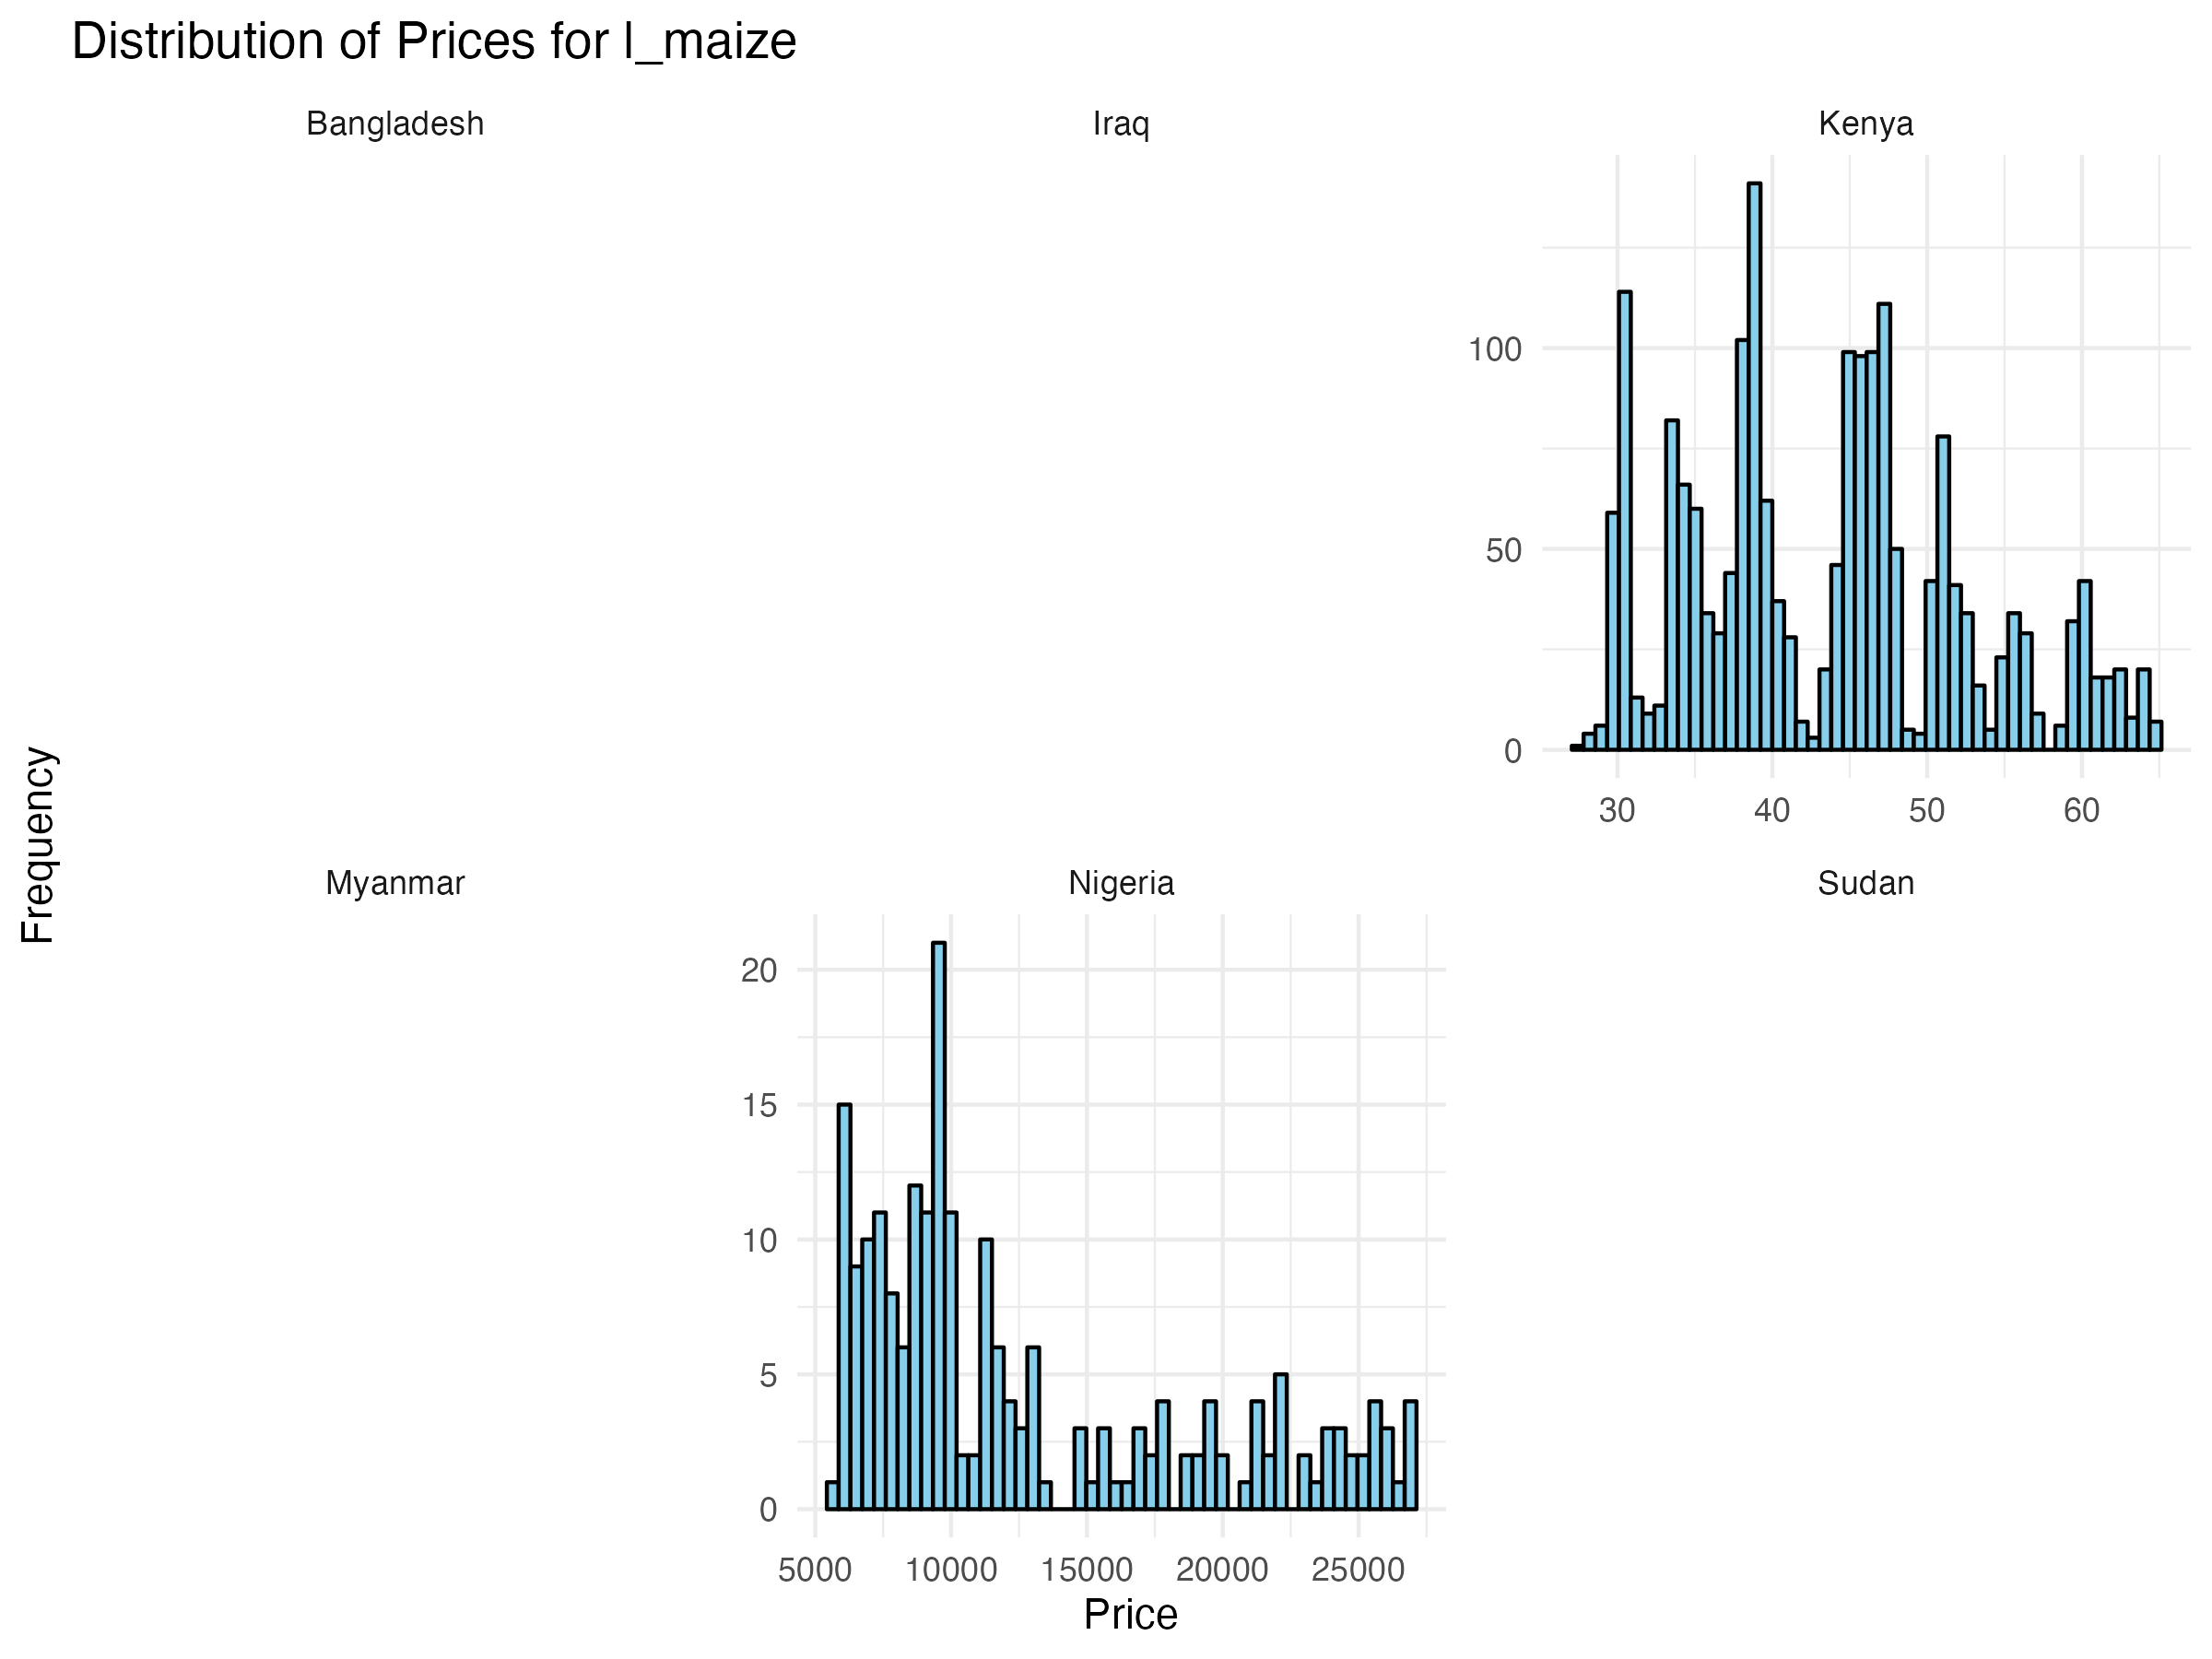 Distribution of Prices for l_maize
Bangladesh
Iraq
Kenya
100
50
0
30 40 50 60
Frequency
Myanmar
Nigeria
Sudan
20
15
10
5
0
5000 10000 15000 20000 25000
Price